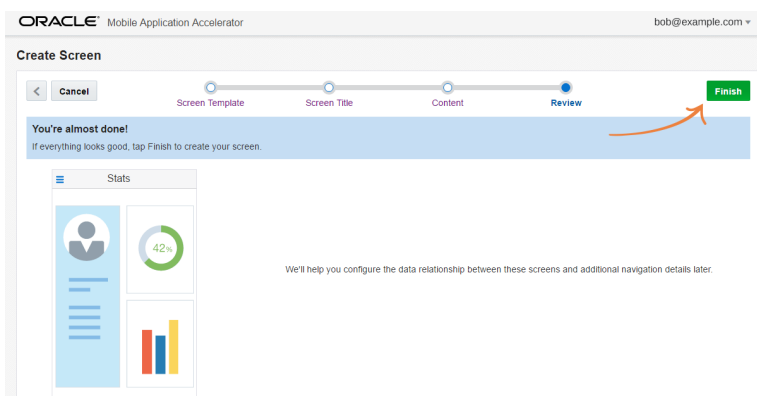 ORACLE® Mobile Application Accelerator
bob@example.com
Create Screen
Cancel
Screen Template
Screen Title
Content
Review
Finish
You're almost done!
If everything looks good, tap Finish to create your screen.
Stats
42%
We'll help you configure the data relationship between these screens and additional navigation details later.